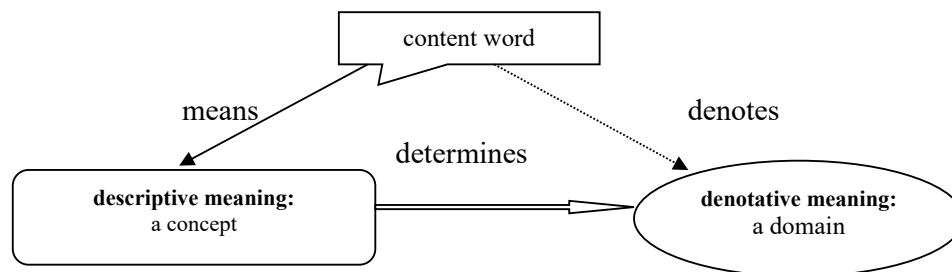 content word
means
denotes
determines
descriptive meaning:
a concept
denotative meaning:
a domain